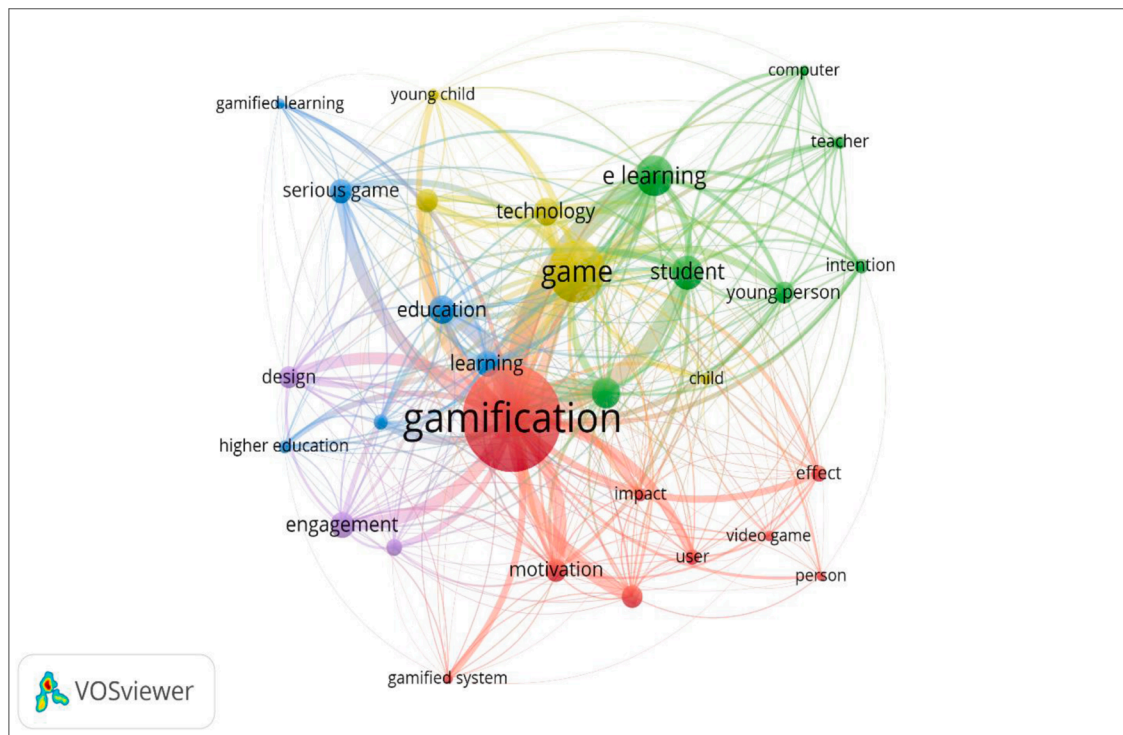 computer
gamified learning
young child
teacher
e learning
serious game
technology
game
student
intention
young person
education
learning
design
child
gamification
higher education
effect
impact
engagement
video game
user
motivation
person
gamified system
VOSviewer